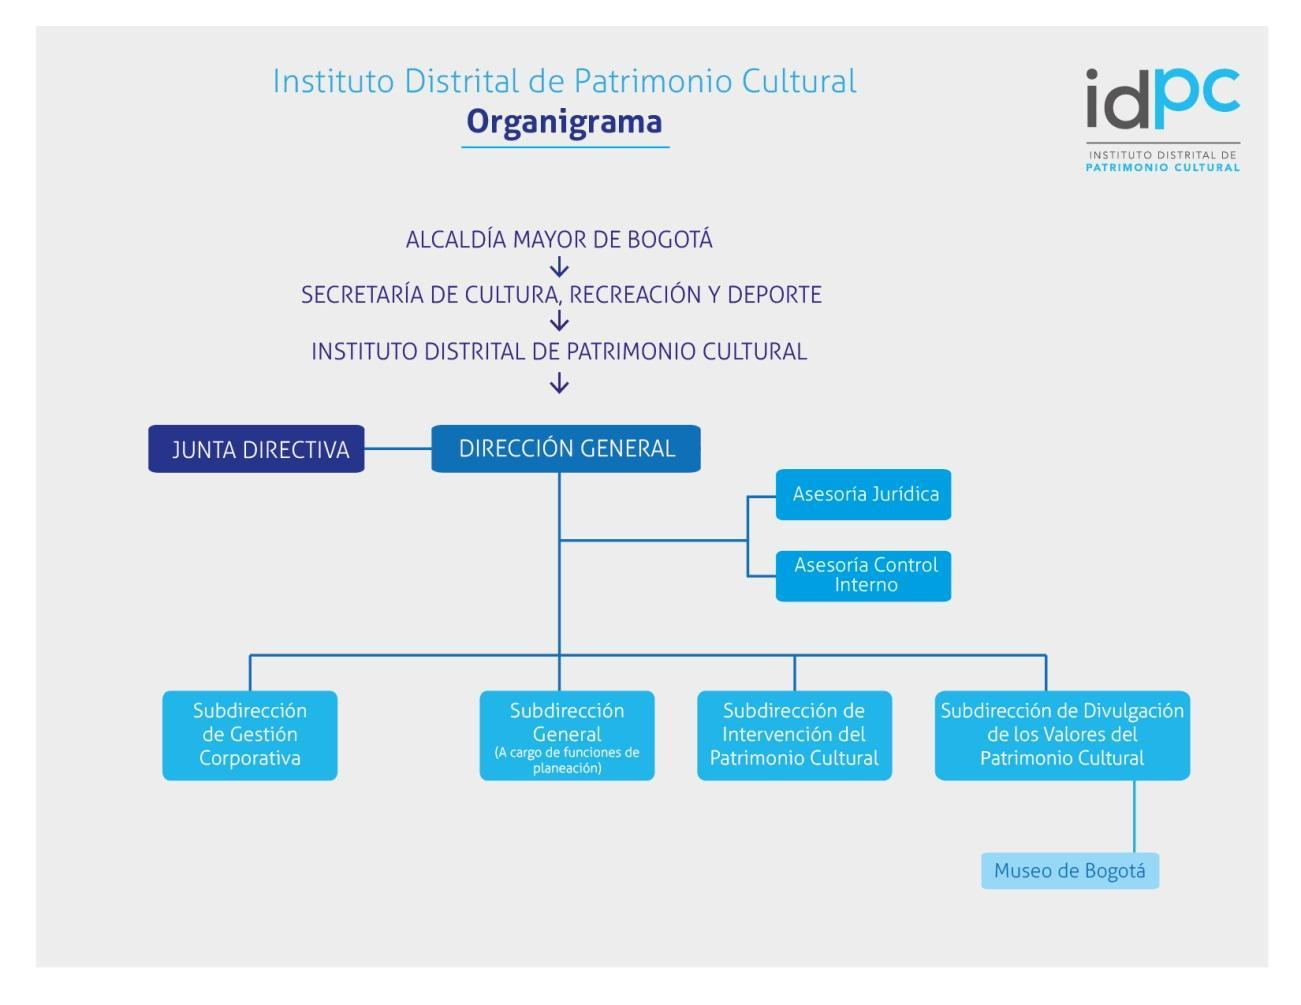 Instituto Distrital de Patrimonio Cultural
Organigrama
idpc
INSTITUTO DISTRITAL DE
PATRIMONIO CULTURAL
ALCALDÍA MAYOR DE BOGOTÁ
SECRETARÍA DE CULTURA, RECREACIÓN Y DEPORTE
INSTITUTO DISTRITAL DE PATRIMONIO CULTURAL
JUNTA DIRECTIVA
DIRECCIÓN GENERAL
Asesoría Jurídica
Asesoría Control
Interno
Subdirección
de Gestión
Corporativa
Subdirección
General
(A cargo de funciones de
planeación)
Subdirección de
Intervención del
Patrimonio Cultural
Subdirección de Divulgación
de los Valores del
Patrimonio Cultural
Museo de Bogotá